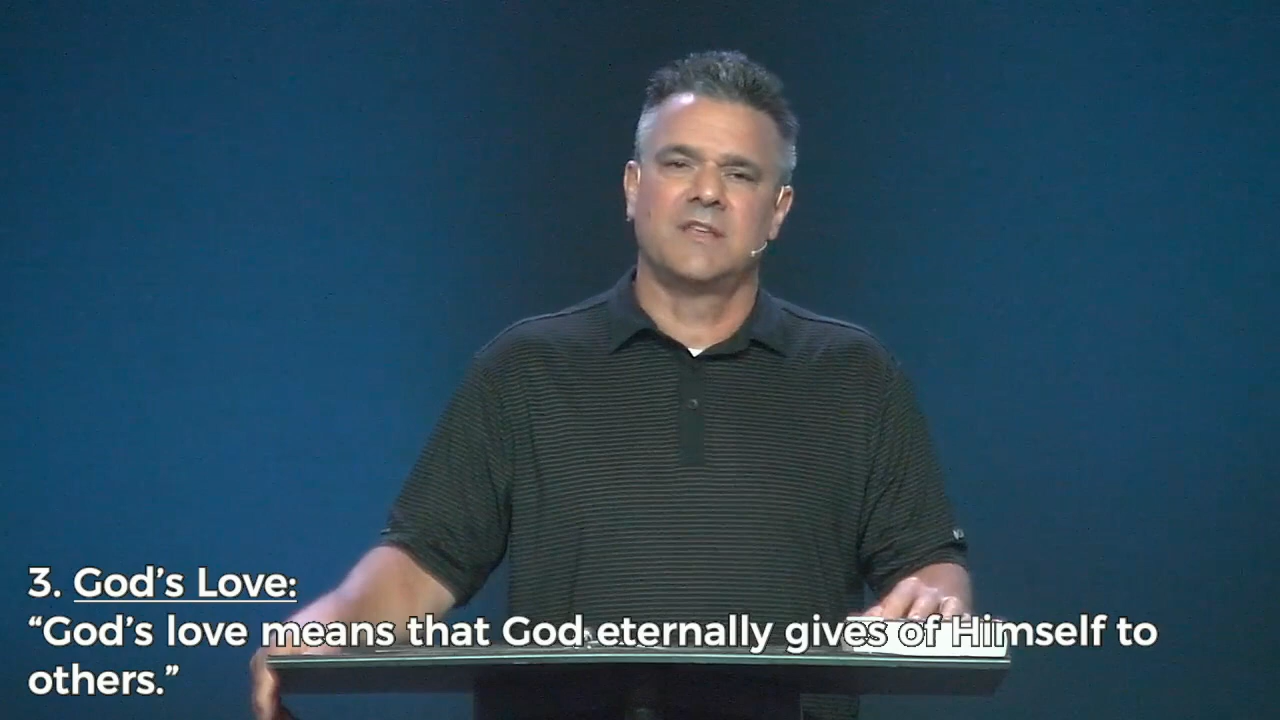 3. God’s Love:
“God’s love means that God eternally gives of Himself to
others.”